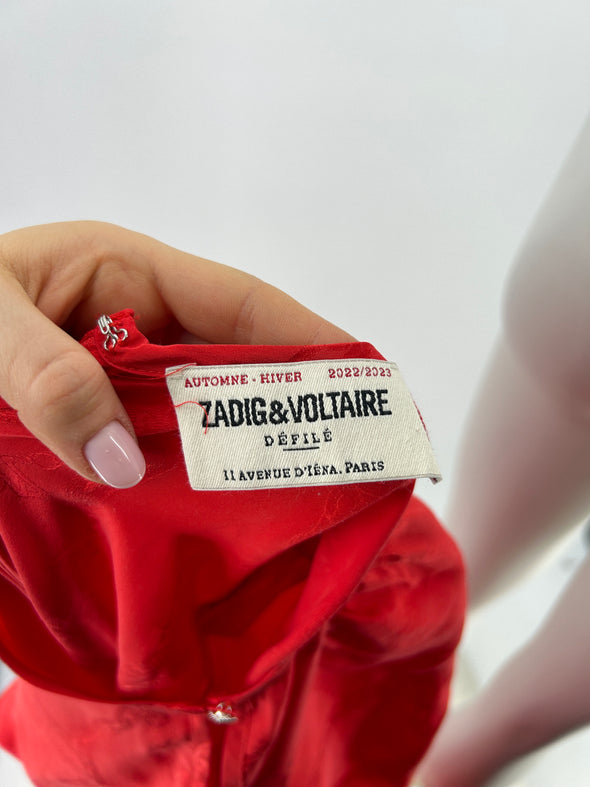 AUTOMNE - HIVER 2022/2023
ZADIG&VOLTAIRE
DÉFILÉ
11 AVENUE D'IÉNA. PARIS